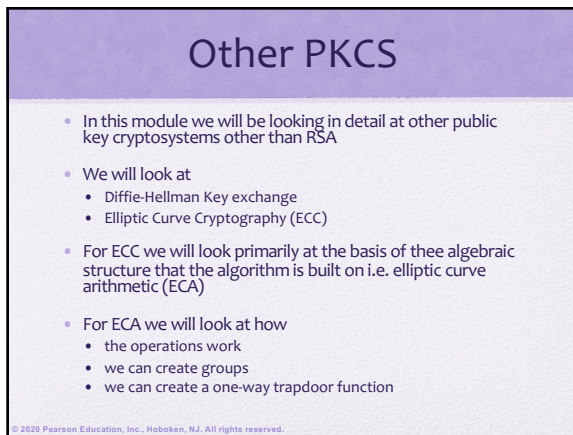 Other PKCS
• In this module we will be looking in detail at other public
key cryptosystems other than RSA
• We will look at
• Diffie-Hellman Key exchange
• Elliptic Curve Cryptography (ECC)
• For ECC we will look primarily at the basis of thee algebraic
structure that the algorithm is built on i.e. elliptic curve
arithmetic (ECA)
• For ECA we will look at how
• the operations work
• we can create groups
• we can create a one-way trapdoor function
© 2020 Pearson Education, Inc., Hoboken, NJ. All rights reserved.